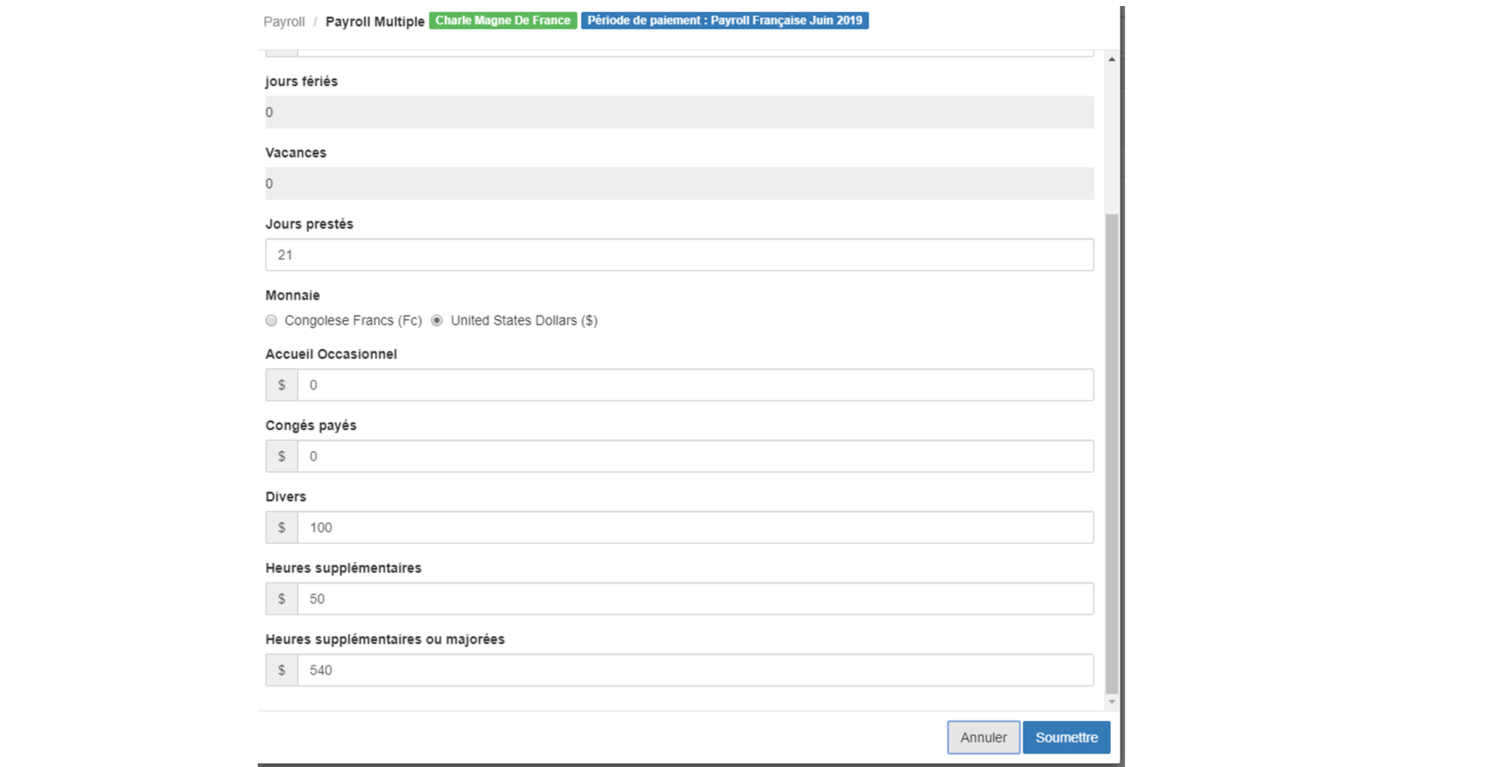 Payroll / Payroll Multiple Charle Magne De France Période de paiement : Payroll Française Juin 2019
jours fériés
0
Vacances
0
Jours prestés
21
Monnaie
Congolese Francs (Fc) United States Dollars ($)
Accueil Occasionnel
$ 0
Congés payés
$ 0
Divers
$ 100
Heures supplémentaires
$ 50
Heures supplémentaires ou majorées
$ 540
Annuler Soumettre